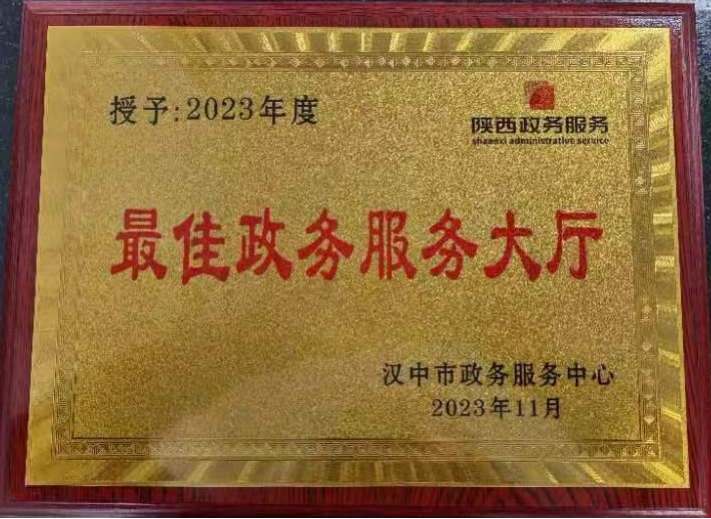 授予:2023年度
陕西政务服务
shaanxi administrative service
最佳政务服务大厅
汉中市政务服务中心
2023年11月